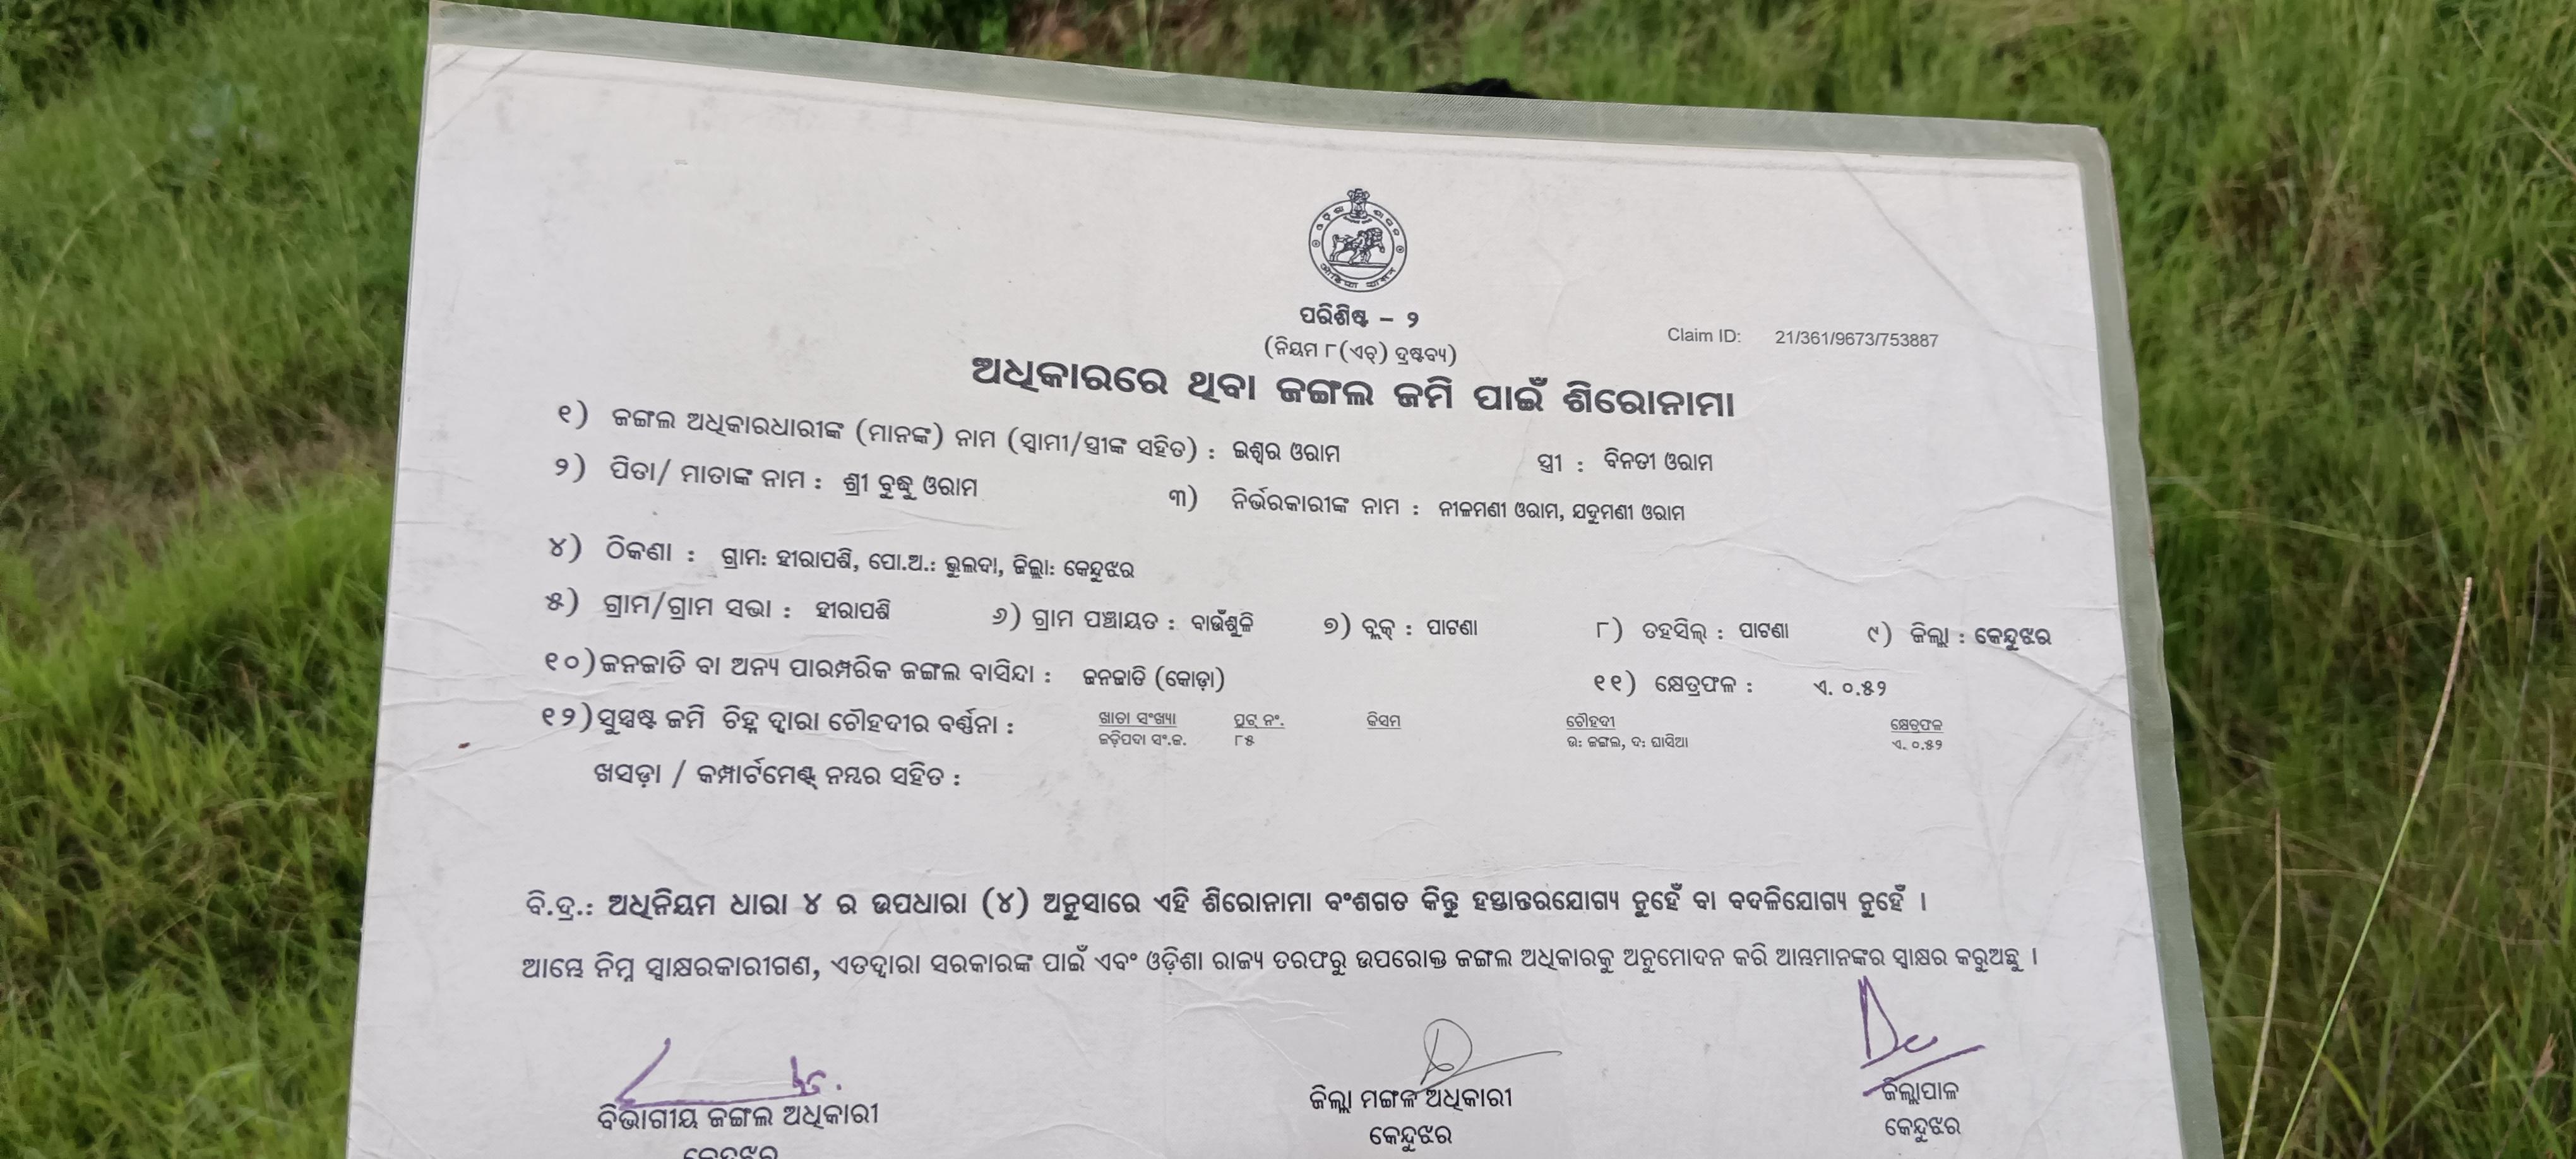 ପରିଶିଷ୍ଟ – ୨
(ନିୟମ ୮(ଏଚ୍) ଦ୍ରଷ୍ଟବ୍ୟ)
Claim ID: 21/361/9673/753887
ଅଧିକାରରେ ଥିବା ଜଙ୍ଗଲ ଜମି ପାଇଁ ଶିରୋନାମା
୧) ଜଙ୍ଗଲ ଅଧିକାରଧାରୀଙ୍କ (ମାନଙ୍କ) ନାମ (ସ୍ୱାମୀ/ସ୍ତ୍ରୀଙ୍କ ସହିତ) : ଇଶ୍ୱର ଓରାମ ସ୍ତ୍ରୀ : ବିନତୀ ଓରାମ
୨) ପିତା/ ମାତାଙ୍କ ନାମ : ଶ୍ରୀ ବୁଦ୍ଧୁ ଓରାମ ୩) ନିର୍ଭରକାରୀଙ୍କ ନାମ : ନୀଳମଣୀ ଓରାମ, ଯଦୁମଣୀ ଓରାମ
୪) ଠିକଣା : ଗ୍ରାମ: ହୀରାପଶି, ପୋ.ଅ.: ଭୁଲଦା, ଜିଲ୍ଲା: କେନ୍ଦୁଝର
୫) ଗ୍ରାମ/ଗ୍ରାମ ସଭା : ହୀରାପଶି ୬) ଗ୍ରାମ ପଞ୍ଚାୟତ : ବାଉଁଶୁଳି ୭) ବ୍ଲକ୍ : ପାଟଣା ୮) ତହସିଲ୍ : ପାଟଣା ୯) ଜିଲ୍ଲା : କେନ୍ଦୁଝର
୧୦) ଜନଜାତି ବା ଅନ୍ୟ ପାରମ୍ପରିକ ଜଙ୍ଗଲ ବାସିନ୍ଦା : ଜନଜାତି (କୋଡ଼ା) ୧୧) କ୍ଷେତ୍ରଫଳ : ଏ. ୦.୫୨
୧୨) ସୁସ୍ପଷ୍ଟ ଜମି ଚିହ୍ନ ଦ୍ୱାରା ଚୌହଦୀର ବର୍ଣ୍ଣନା : ଖାତା ସଂଖ୍ୟା ପ୍ଲଟ୍ ନଂ. କିସମ ଚୌହଦୀ କ୍ଷେତ୍ରଫଳ
ଜଡ଼ିପଦା ସଂ.ଜ. ୮୫ ଉ: ଜଙ୍ଗଲ, ଦ: ଘାସିଆ ଏ. ୦.୫୨
ଖସଡ଼ା / କମ୍ପାର୍ଟମେଣ୍ଟ୍ ନମ୍ବର ସହିତ :
ବି.ଦ୍ର.: ଅଧିନିୟମ ଧାରା ୪ ର ଉପଧାରା (୪) ଅନୁସାରେ ଏହି ଶିରୋନାମା ବଂଶଗତ କିନ୍ତୁ ହସ୍ତାନ୍ତରଯୋଗ୍ୟ ନୁହେଁ ବା ବଦଳିଯୋଗ୍ୟ ନୁହେଁ ।
ଆମ୍ଭେ ନିମ୍ନ ସ୍ୱାକ୍ଷରକାରୀଗଣ, ଏତଦ୍ୱାରା ସରକାରଙ୍କ ପାଇଁ ଏବଂ ଓଡ଼ିଶା ରାଜ୍ୟ ତରଫରୁ ଉପରୋକ୍ତ ଜଙ୍ଗଲ ଅଧିକାରକୁ ଅନୁମୋଦନ କରି ଆମ୍ଭମାନଙ୍କର ସ୍ୱାକ୍ଷର କରୁଅଛୁ ।
ବିଭାଗୀୟ ଜଙ୍ଗଲ ଅଧିକାରୀ ଜିଲ୍ଲା ମଙ୍ଗଳ ଅଧିକାରୀ ଜିଲ୍ଲାପାଳ
କେନ୍ଦୁଝର କେନ୍ଦୁଝର କେନ୍ଦୁଝର